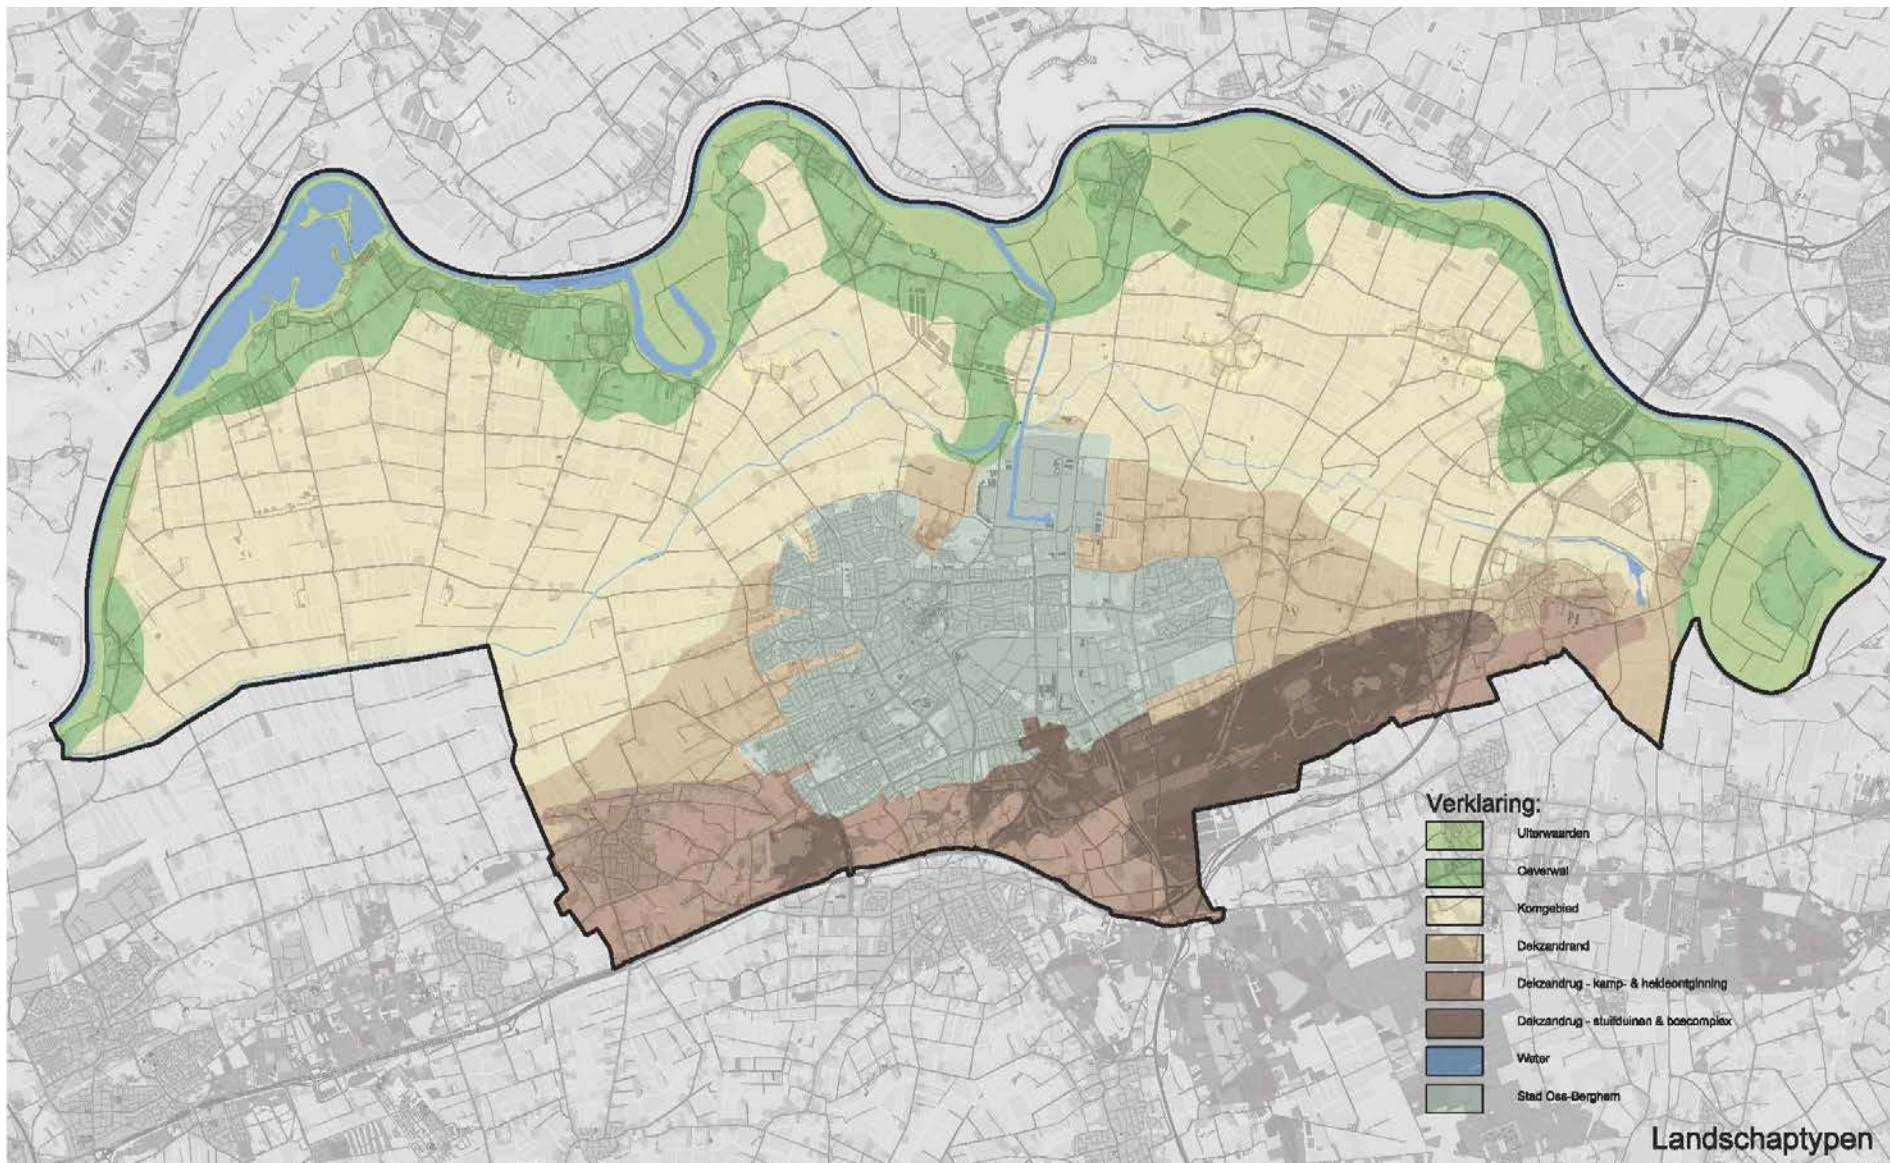 Verklaring:
Uiterwaarden
Oeverwal
Komgebied
Dekzandrand
Dekzandrug - kamp- & heideontginning
Dekzandrug - stuifduinen & boscomplex
Water
Stad Oss-Berghem
Landschaptypen